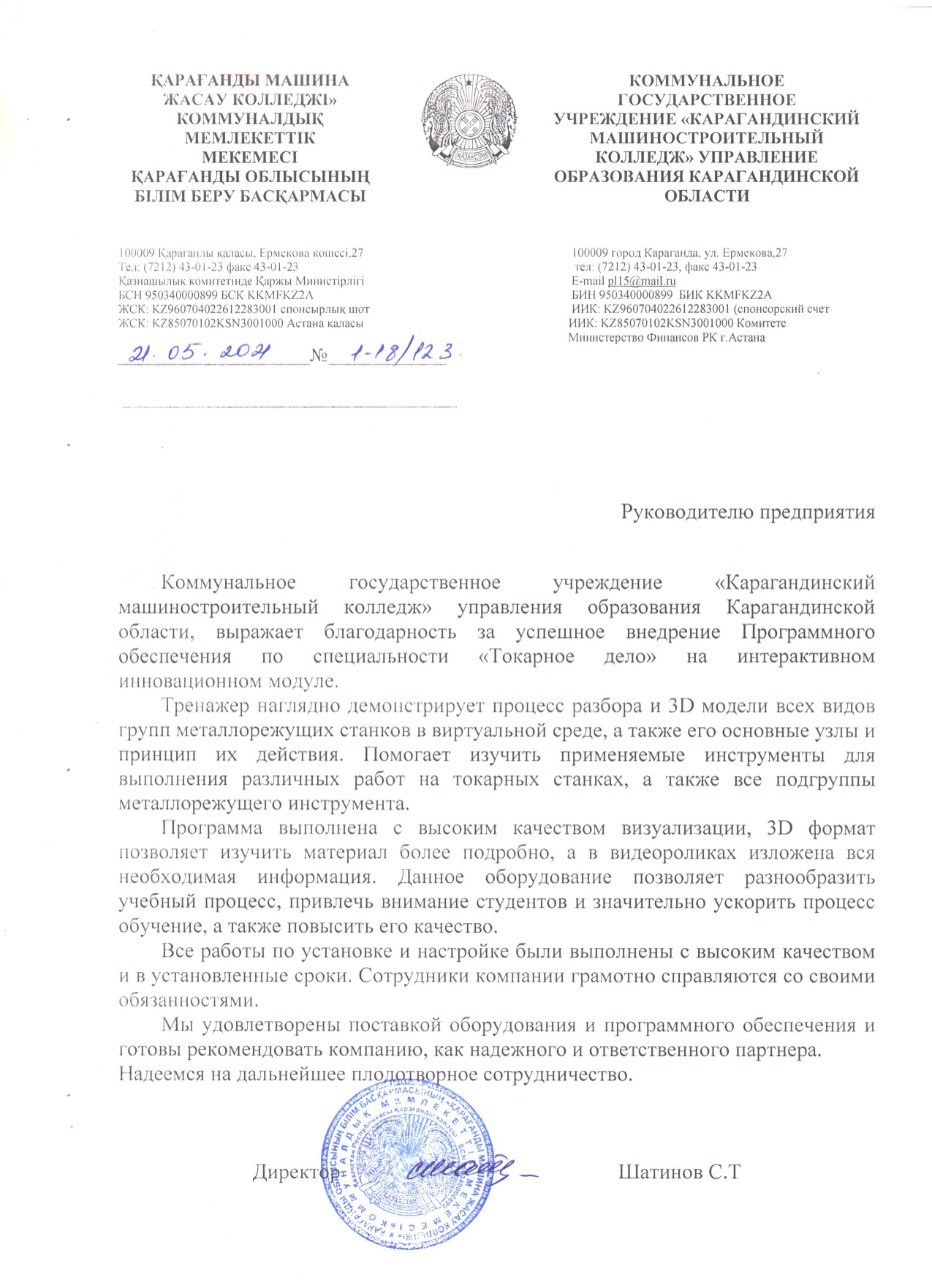 ҚАРАҒАНДЫ МАШИНА
ЖАСАУ КОЛЛЕДЖІ»
КОММУНАЛДЫҚ
МЕМЛЕКЕТТІК
МЕКЕМЕСІ
ҚАРАҒАНДЫ ОБЛЫСЫНЫҢ
БІЛІМ БЕРУ БАСҚАРМАСЫ
ҚАЗАҚСТАН
КОММУНАЛЬНОЕ
ГОСУДАРСТВЕННОЕ
УЧРЕЖДЕНИЕ «КАРАГАНДИНСКИЙ
МАШИНОСТРОИТЕЛЬНЫЙ
КОЛЛЕДЖ» УПРАВЛЕНИЕ
ОБРАЗОВАНИЯ КАРАГАНДИНСКОЙ
ОБЛАСТИ
100009 Қарағанды қаласы, Ермекова көшесі,27
Тел: (7212) 43-01-23 факс 43-01-23
Қазнашылық комитетінде Қаржы Министірлігі
БСН 950340000899 БСК KKMFKZ2A
ЖСК: KZ960704022612283001 спонсырлық шот
ЖСК: KZ85070102KSN3001000 Астана қаласы
21.05.2021 № 1-18/123.
100009 город Караганда, ул. Ермекова,27
тел: (7212) 43-01-23, факс 43-01-23
E-mail pl15@mail.ru
БИН 950340000899 БИК KKMFKZ2A
ИИК: KZ960704022612283001 (спонсорский счет
ИИК: KZ85070102KSN3001000 Комитете
Министерство Финансов РК г.Астана
Руководителю предприятия
Коммунальное государственное учреждение «Карагандинский
машиностроительный колледж» управления образования Карагандинской
области, выражает благодарность за успешное внедрение Программного
обеспечения по специальности «Токарное дело» на интерактивном
инновационном модуле.
Тренажер наглядно демонстрирует процесс разбора и 3D модели всех видов
групп металлорежущих станков в виртуальной среде, а также его основные узлы и
принцип их действия. Помогает изучить применяемые инструменты для
выполнения различных работ на токарных станках, а также все подгруппы
металлорежущего инструмента.
Программа выполнена с высоким качеством визуализации, 3D формат
позволяет изучить материал более подробно, а в видеороликах изложена вся
необходимая информация. Данное оборудование позволяет разнообразить
учебный процесс, привлечь внимание студентов и значительно ускорить процесс
обучение, а также повысить его качество.
Все работы по установке и настройке были выполнены с высоким качеством
и в установленные сроки. Сотрудники компании грамотно справляются со своими
обязанностями.
Мы удовлетворены поставкой оборудования и программного обеспечения и
готовы рекомендовать компанию, как надежного и ответственного партнера.
Надеемся на дальнейшее плодотворное сотрудничество.
Директор Шатинов С.Т